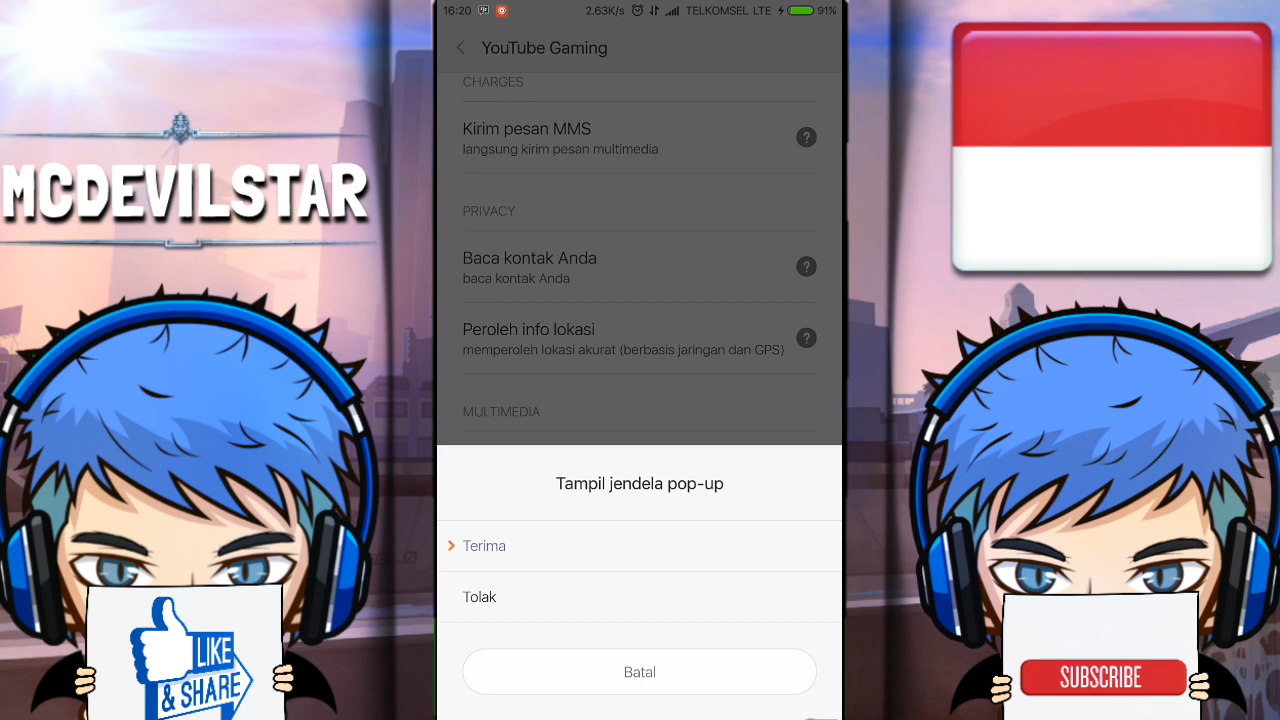 16:20 2.63K/s TELKOMSEL LTE 91%
YouTube Gaming
CHARGES
Kirim pesan MMS
langsung kirim pesan multimedia
?
PRIVACY
Baca kontak Anda
baca kontak Anda
?
Peroleh info lokasi
memperoleh lokasi akurat (berbasis jaringan dan GPS)
?
MULTIMEDIA
Tampil jendela pop-up
Terima
Tolak
Batal
MCDEVILSTAR
LIKE
& SHARE
SUBSCRIBE